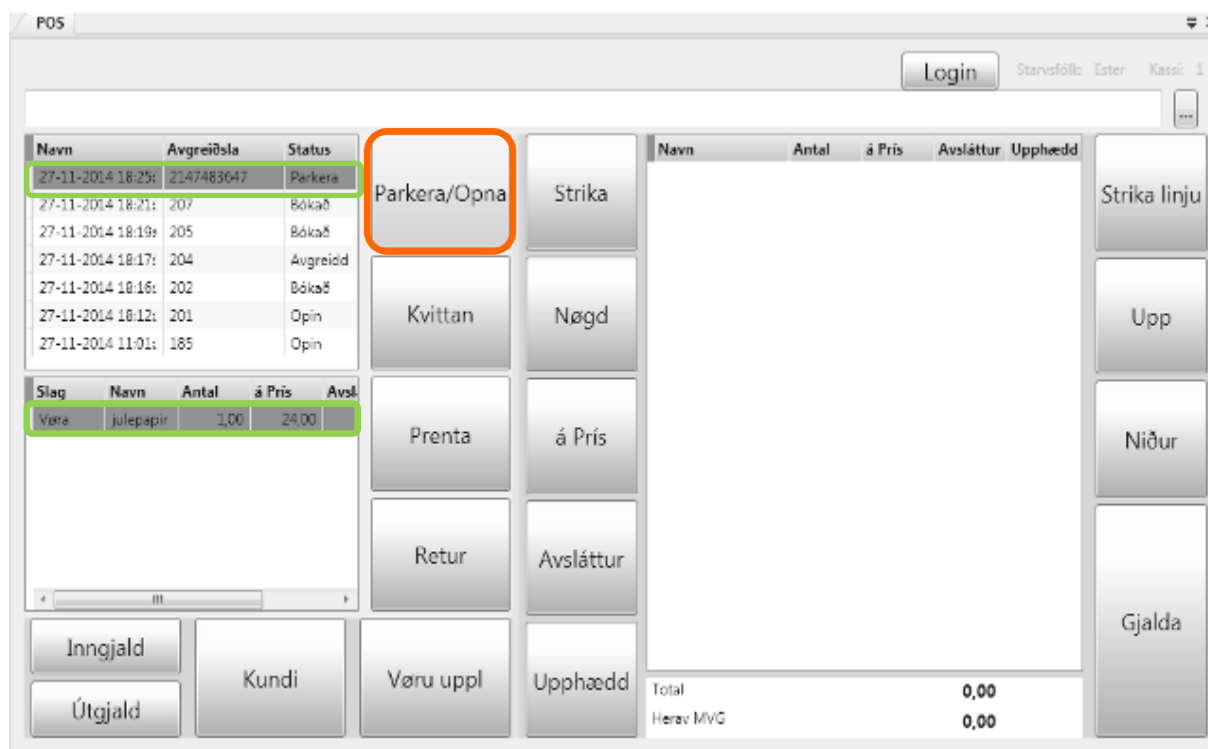 POS
Login Starvsfólk: Ester Kassi: 1
...
Navn Avgreiðsla Status
27-11-2014 18:25: 2147483647 Parkera
27-11-2014 18:21: 207 Bókað
27-11-2014 18:19: 205 Bókað
27-11-2014 18:17: 204 Avgreidd
27-11-2014 18:16: 202 Bókað
27-11-2014 18:12: 201 Opin
27-11-2014 11:01: 185 Opin
Slag Navn Antal á Prís Avsl
Vøra julepapir 1,00 24,00
Inngjald
Útgjald
Kundi
Parkera/Opna
Kvittan
Prenta
Retur
Vøru uppl
Strika
Nøgd
á Prís
Avsláttur
Upphædd
Navn Antal á Prís Avsláttur Upphædd
Total 0,00
Herav MVG 0,00
Strika linju
Upp
Niður
Gjalda